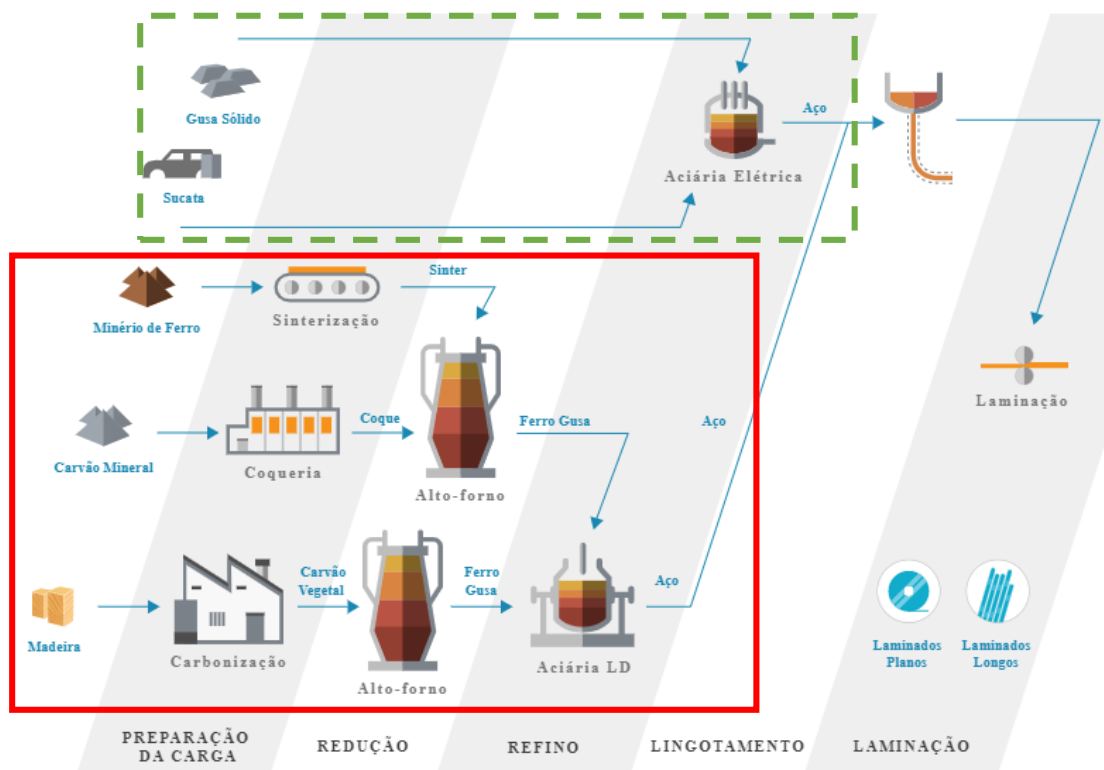 Gusa Sólido
Sucata
Aciária Elétrica
Aço
Minério de Ferro
Sinterização
Sinter
Carvão Mineral
Coqueria
Coque
Alto-forno
Ferro Gusa
Aço
Laminação
Madeira
Carbonização
Carvão
Vegetal
Alto-forno
Ferro
Gusa
Aciária LD
Aço
Laminados
Planos
Laminados
Longos
PREPARAÇÃO
DA CARGA
REDUÇÃO
REFINO
LINGOTAMENTO
LAMINAÇÃO